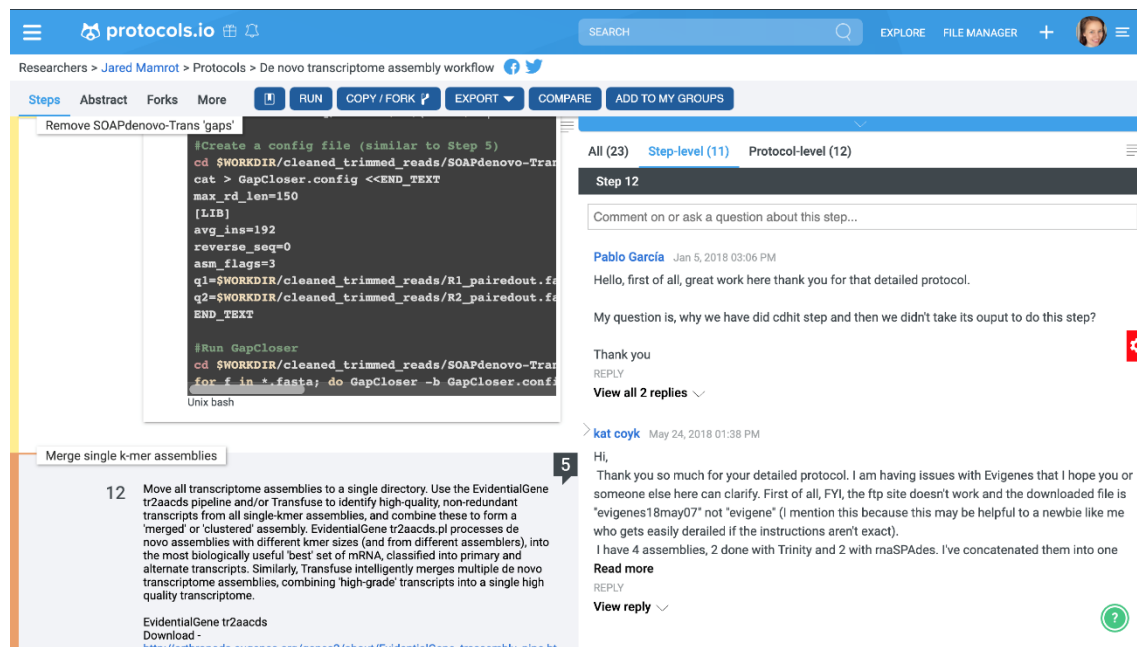 protocols.io
SEARCH
EXPLORE
FILE MANAGER
Researchers > Jared Mamrot > Protocols > De novo transcriptome assembly workflow
Steps
Abstract
Forks
More
RUN
COPY / FORK
EXPORT
COMPARE
ADD TO MY GROUPS
Remove SOAPdenovo-Trans 'gaps'
#Create a config file (similar to Step 5)
cd $WORKDIR/cleaned_trimmed_reads/SOAPdenovo-Tran
cat > GapCloser.config <<END_TEXT
max_rd_len=150
[LIB]
avg_ins=192
reverse_seq=0
asm_flags=3
q1=$WORKDIR/cleaned_trimmed_reads/R1_pairedout.fa
q2=$WORKDIR/cleaned_trimmed_reads/R2_pairedout.fa
END_TEXT
#Run GapCloser
cd $WORKDIR/cleaned_trimmed_reads/SOAPdenovo-Tran
for f in *.fasta; do GapCloser -b GapCloser.confi
Unix bash
Merge single k-mer assemblies
5
12
Move all transcriptome assemblies to a single directory. Use the EvidentialGene
tr2aacds pipeline and/or Transfuse to identify high-quality, non-redundant
transcripts from all single-kmer assemblies, and combine these to form a
'merged' or 'clustered' assembly. EvidentialGene tr2aacds.pl processes de
novo assemblies with different kmer sizes (and from different assemblers), into
the most biologically useful 'best' set of mRNA, classified into primary and
alternate transcripts. Similarly, Transfuse intelligently merges multiple de novo
transcriptome assemblies, combining 'high-grade' transcripts into a single high
quality transcriptome.
EvidentialGene tr2aacds
Download -
All (23)
Step-level (11)
Protocol-level (12)
Step 12
Comment on or ask a question about this step...
Pablo García Jan 5, 2018 03:06 PM
Hello, first of all, great work here thank you for that detailed protocol.
My question is, why we have did cdhit step and then we didn't take its ouput to do this step?
Thank you
REPLY
View all 2 replies
kat coyk May 24, 2018 01:38 PM
Hi,
Thank you so much for your detailed protocol. I am having issues with Evigenes that I hope you or
someone else here can clarify. First of all, FYI, the ftp site doesn't work and the downloaded file is
"evigenes18may07" not "evigene" (I mention this because this may be helpful to a newbie like me
who gets easily derailed if the instructions aren't exact).
I have 4 assemblies, 2 done with Trinity and 2 with rnaSPAdes. I've concatenated them into one
Read more
REPLY
View reply
?